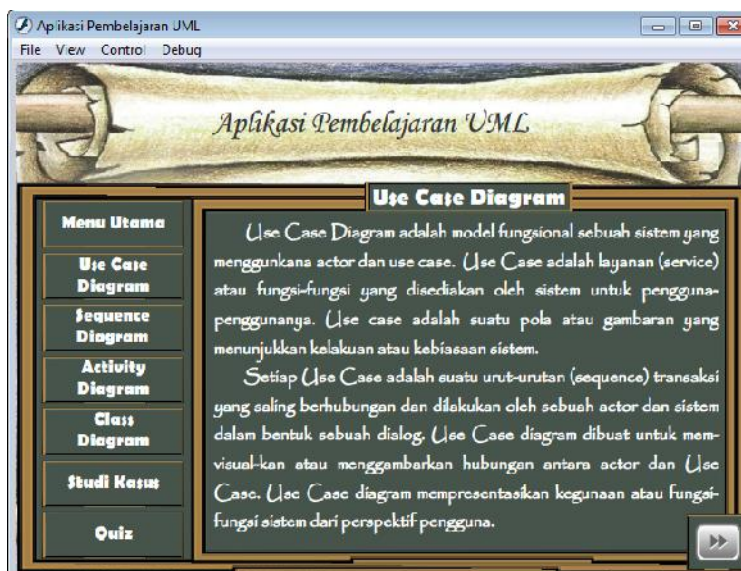 Aplikasi Pembelajaran UML
File View Control Debug
Aplikasi Pembelajaran UML
Use Case Diagram
Menu Utama
Use Case
Diagram
Sequence
Diagram
Activity
Diagram
Class
Diagram
Studi Kasus
Quiz
Use Case Diagram adalah model fungsional sebuah sistem yang
menggunkana actor dan use case. Use Case adalah layanan (service)
atau fungsi-fungsi yang disediakan oleh sistem untuk pengguna-
penggunanya. Use case adalah suatu pola atau gambaran yang
menunjukkan kelakuan atau kebiasaan sistem.
Setiap Use Case adalah suatu urut-urutan (sequence) transaksi
yang saling berhubungan dan dilakukan oleh sebuah actor dan sistem
dalam bentuk sebuah dialog. Use Case diagram dibuat untuk mem-
visual-kan atau menggambarkan hubungan antara actor dan Use
Case. Use Case diagram mempresentasikan kegunaan atau fungsi-
fungsi sistem dari perspektif pengguna.